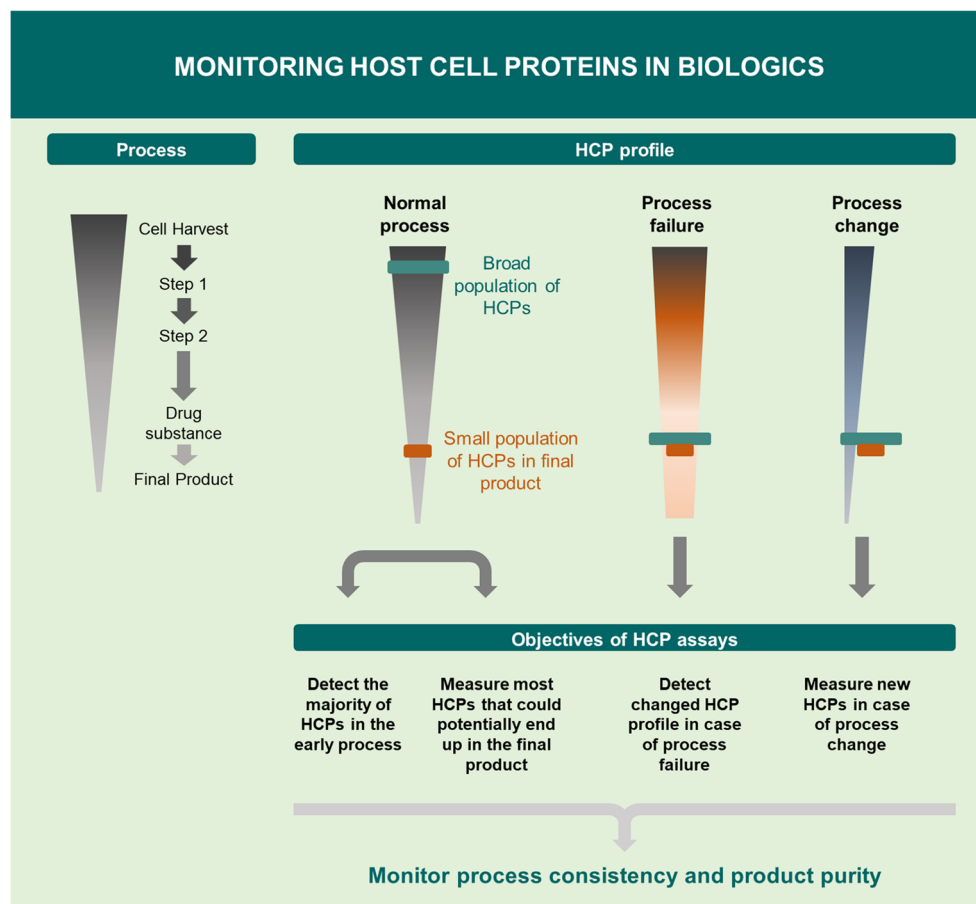 MONITORING HOST CELL PROTEINS IN BIOLOGICS
Process
Cell Harvest
Step 1
Step 2
Drug
substance
Final Product
HCP profile
Normal
process
Broad
population of
HCPs
Small population
of HCPs in final
product
Process
failure
Process
change
Objectives of HCP assays
Detect the
majority of
HCPs in the
early process
Measure most
HCPs that could
potentially end
up in the final
product
Detect
changed HCP
profile in case
of process
failure
Measure new
HCPs in case
of process
change
Monitor process consistency and product purity